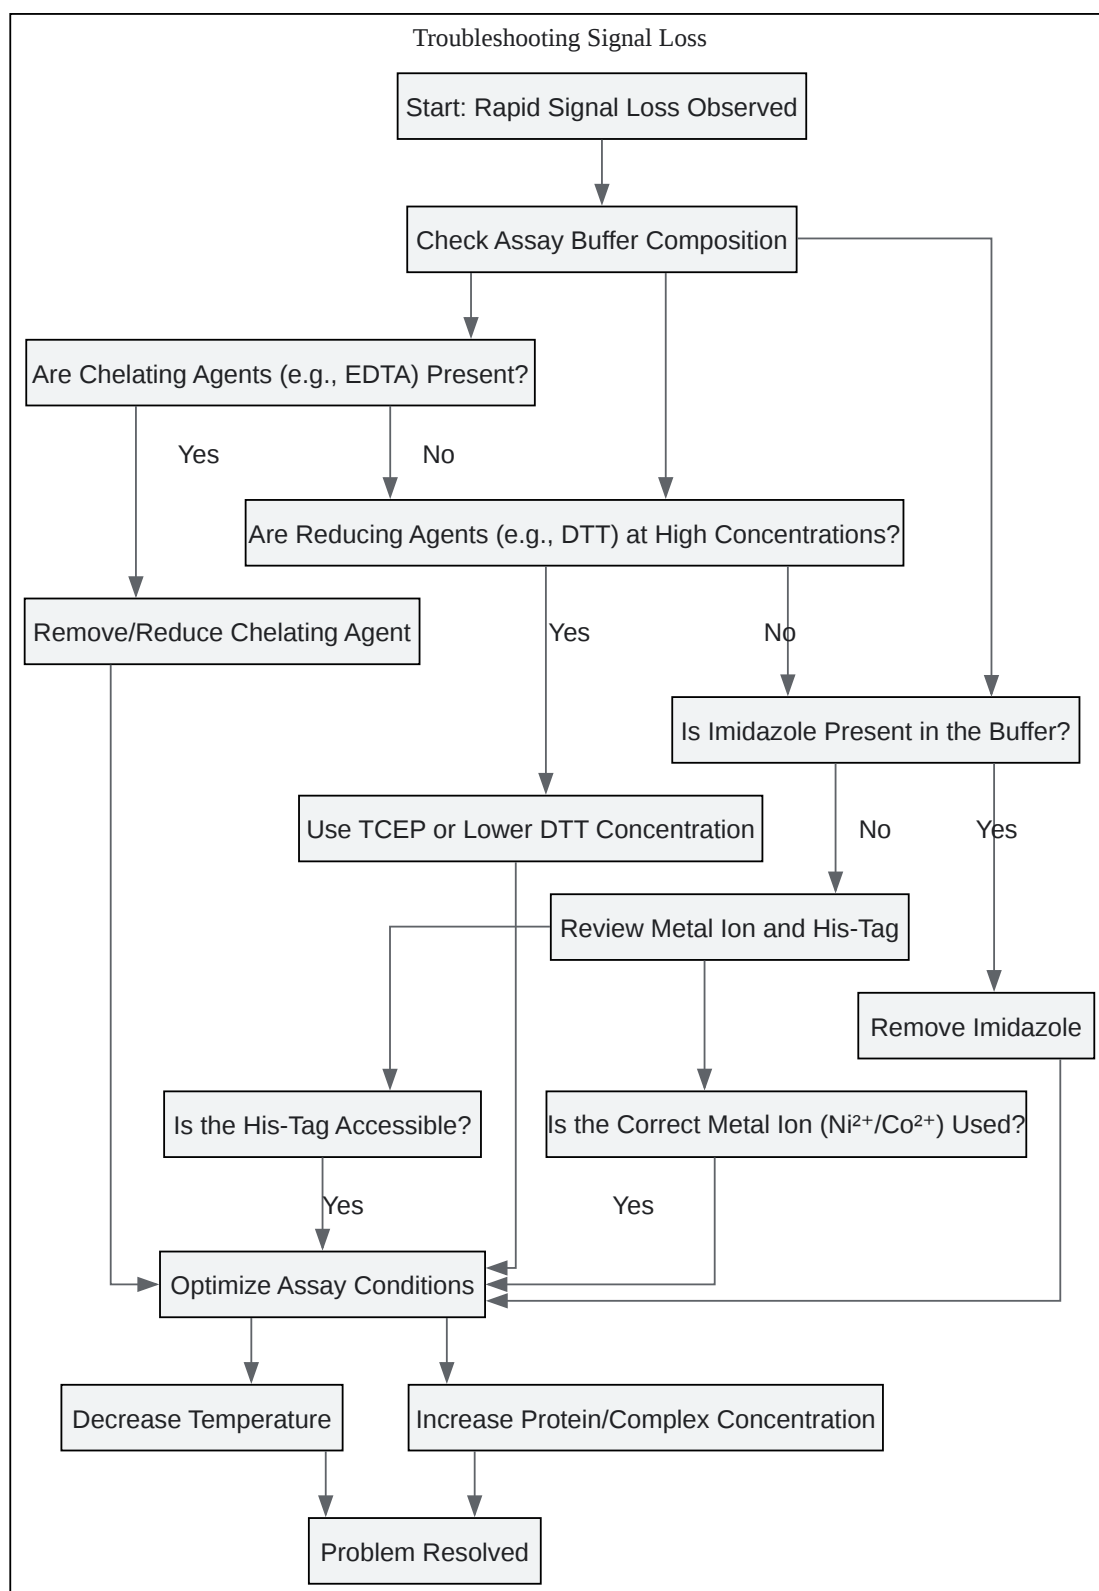 Troubleshooting Signal Loss
Start: Rapid Signal Loss Observed
Check Assay Buffer Composition
Are Chelating Agents (e.g., EDTA) Present?
Yes
No
Are Reducing Agents (e.g., DTT) at High Concentrations?
Remove/Reduce Chelating Agent
Yes
No
Is Imidazole Present in the Buffer?
Use TCEP or Lower DTT Concentration
No
Yes
Review Metal Ion and His-Tag
Remove Imidazole
Is the His-Tag Accessible?
Is the Correct Metal Ion (Ni²⁺/Co²⁺) Used?
Yes
Yes
Optimize Assay Conditions
Decrease Temperature
Increase Protein/Complex Concentration
Problem Resolved